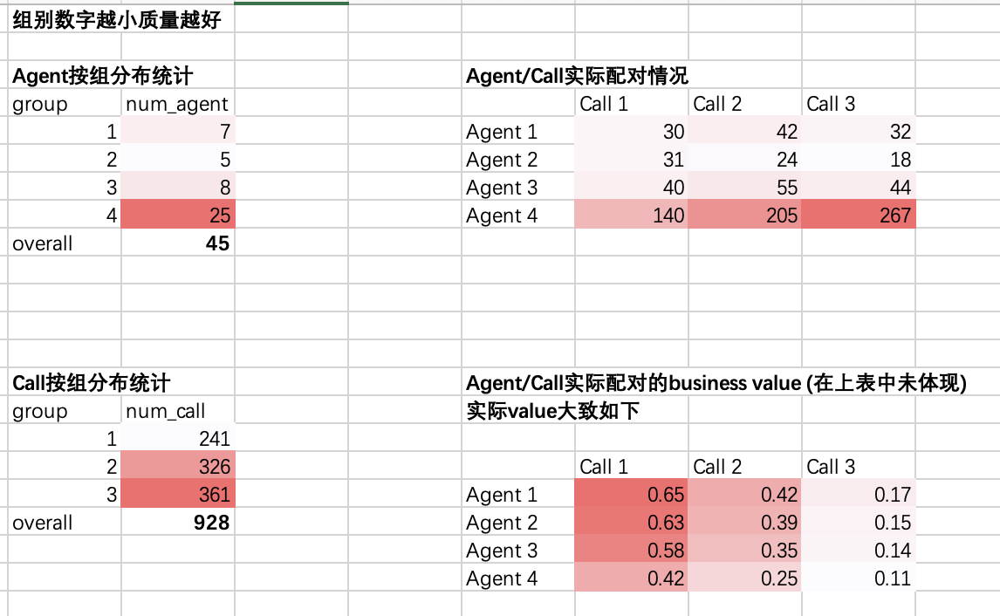 组别数字越小质量越好
Agent按组分布统计 Agent/Call实际配对情况
group num_agent Call 1 Call 2 Call 3
1 7 Agent 1 30 42 32
2 5 Agent 2 31 24 18
3 8 Agent 3 40 55 44
4 25 Agent 4 140 205 267
overall 45
Call按组分布统计 Agent/Call实际配对的business value (在上表中未体现)
group num_call 实际value大致如下
1 241
2 326 Call 1 Call 2 Call 3
3 361 Agent 1 0.65 0.42 0.17
overall 928 Agent 2 0.63 0.39 0.15
Agent 3 0.58 0.35 0.14
Agent 4 0.42 0.25 0.11